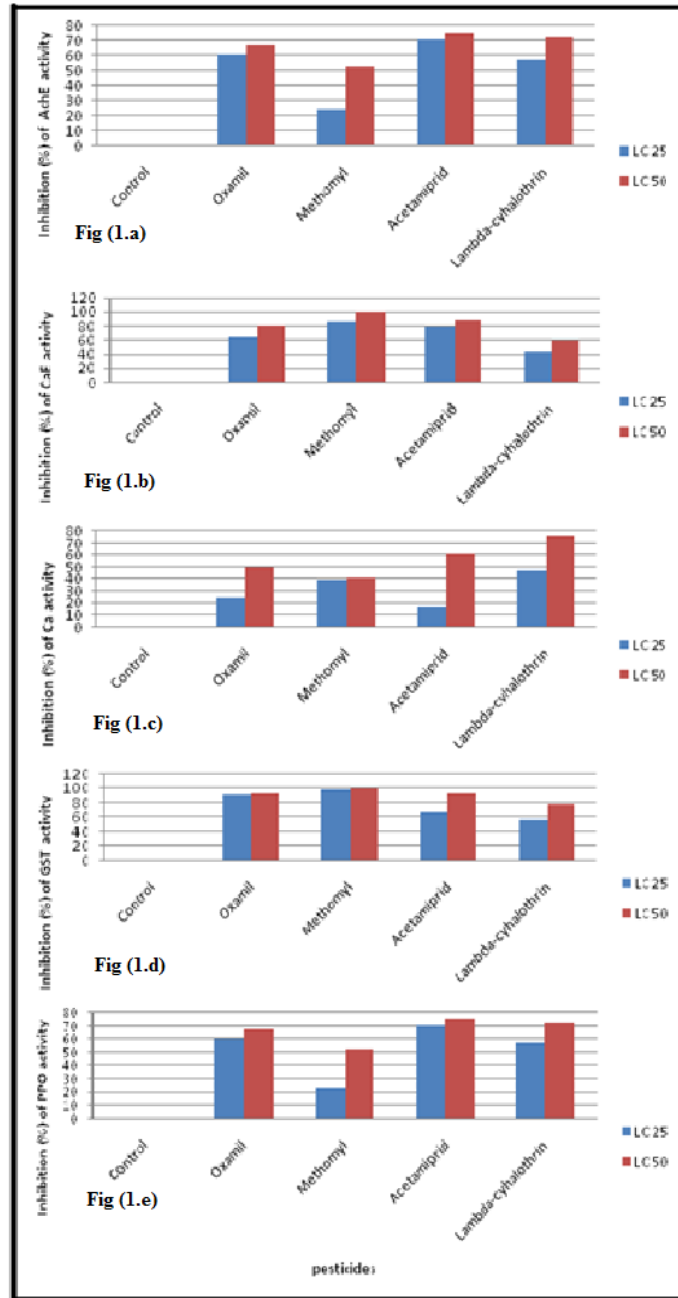 Inhibition (%) of AchE activity
80
70
60
50
40
30
20
10
0
Control
Oxamil
Methomyl
Acetamiprid
Lambda-cyhalothrin
LC 25
LC 50
Fig (1.a)
Inhibition (%) of CaE activity
120
100
80
60
40
20
0
Control
Oxamil
Methomyl
Acetamiprid
Lambda-cyhalothrin
LC 25
LC 50
Fig (1.b)
Inhibition (%) of Ca.activity
80
70
60
50
40
30
20
10
0
Control
Oxamil
Methomyl
Acetamiprid
Lambda-cyhalothrin
LC 25
LC 50
Fig (1.c)
Inhibition (%) of GST activity
120
100
80
60
40
20
0
Control
Oxamil
Methomyl
Acetamiprid
Lambda-cyhalothrin
LC 25
LC 50
Fig (1.d)
Inhibition (%) of PPO activity
80
70
60
50
40
30
20
10
0
Control
Oxamil
Methomyl
Acetamiprid
Lambda-cyhalothrin
LC 25
LC 50
Fig (1.e)
pesticides